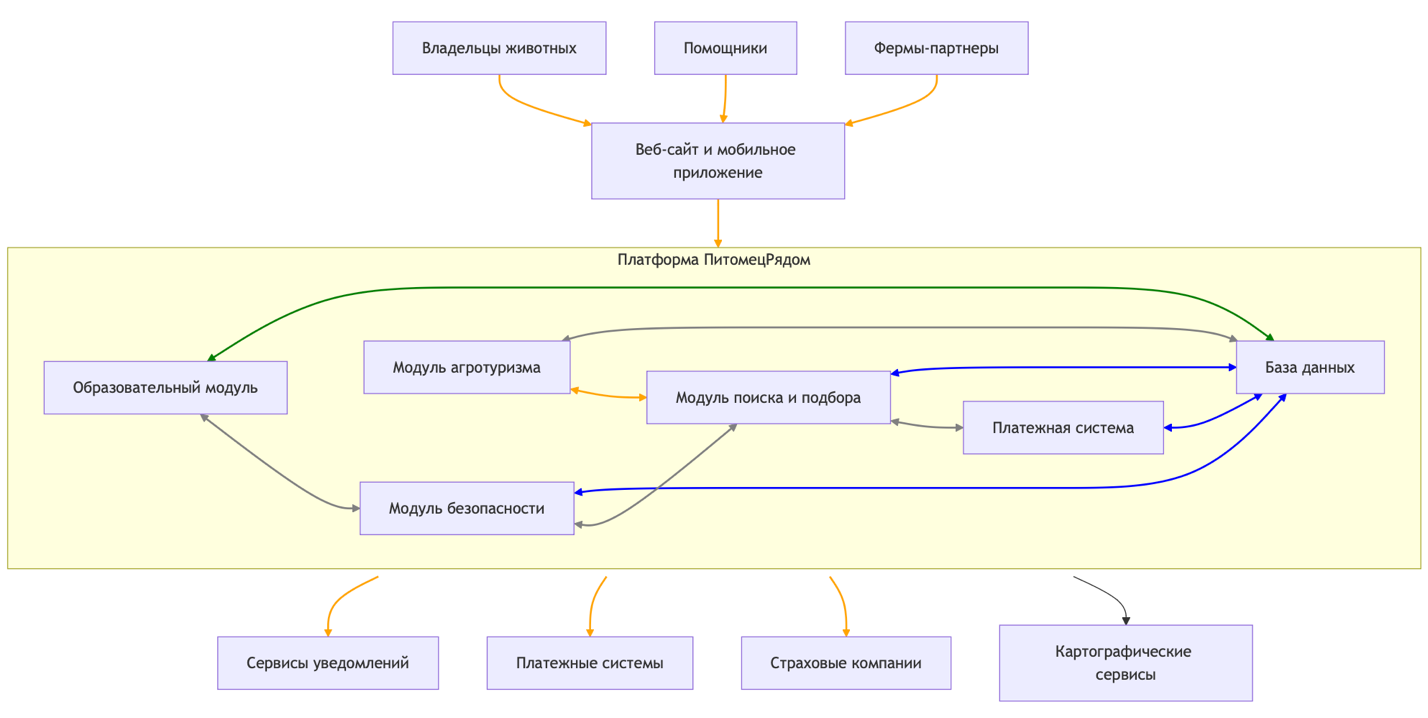 Владельцы животных
Помощники
Фермы-партнеры
Веб-сайт и мобильное
приложение
Платформа ПитомецРядом
Модуль агротуризма
База данных
Образовательный модуль
Модуль поиска и подбора
Платежная система
Модуль безопасности
Сервисы уведомлений
Платежные системы
Страховые компании
Картографические
сервисы